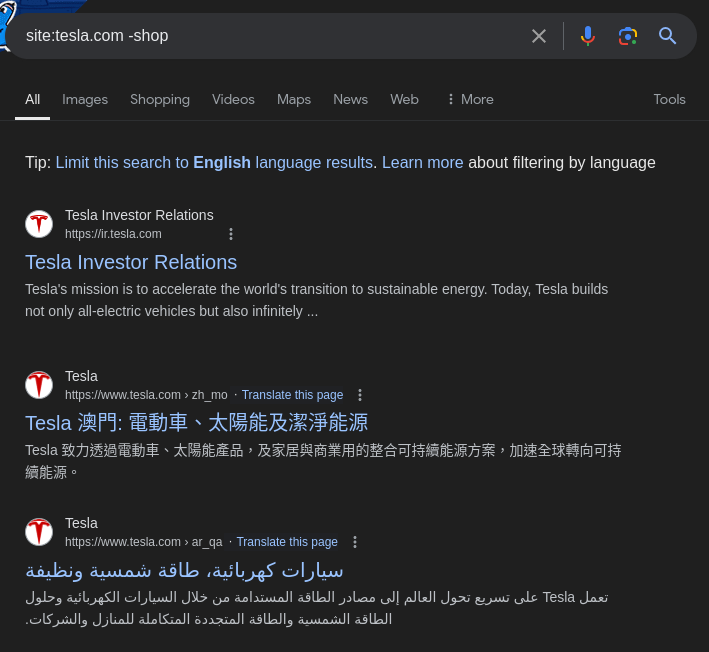 site:tesla.com -shop
All Images Shopping Videos Maps News Web More Tools
Tip: Limit this search to English language results. Learn more about filtering by language
Tesla Investor Relations
https://ir.tesla.com
Tesla Investor Relations
Tesla's mission is to accelerate the world's transition to sustainable energy. Today, Tesla builds
not only all-electric vehicles but also infinitely ...
Tesla
https://www.tesla.com › zh_mo · Translate this page
Tesla 澳門: 電動車、太陽能及潔淨能源
Tesla 致力透過電動車、太陽能產品，及家居與商業用的整合可持續能源方案，加速全球轉向可持
續能源。
Tesla
https://www.tesla.com › ar_qa · Translate this page
سيارات كهربائية، طاقة شمسية ونظيفة
تعمل Tesla على تسريع تحول العالم إلى مصادر الطاقة المستدامة من خلال السيارات الكهربائية وحلول
الطاقة الشمسية والطاقة المتجددة المتكاملة للمنازل والشركات.